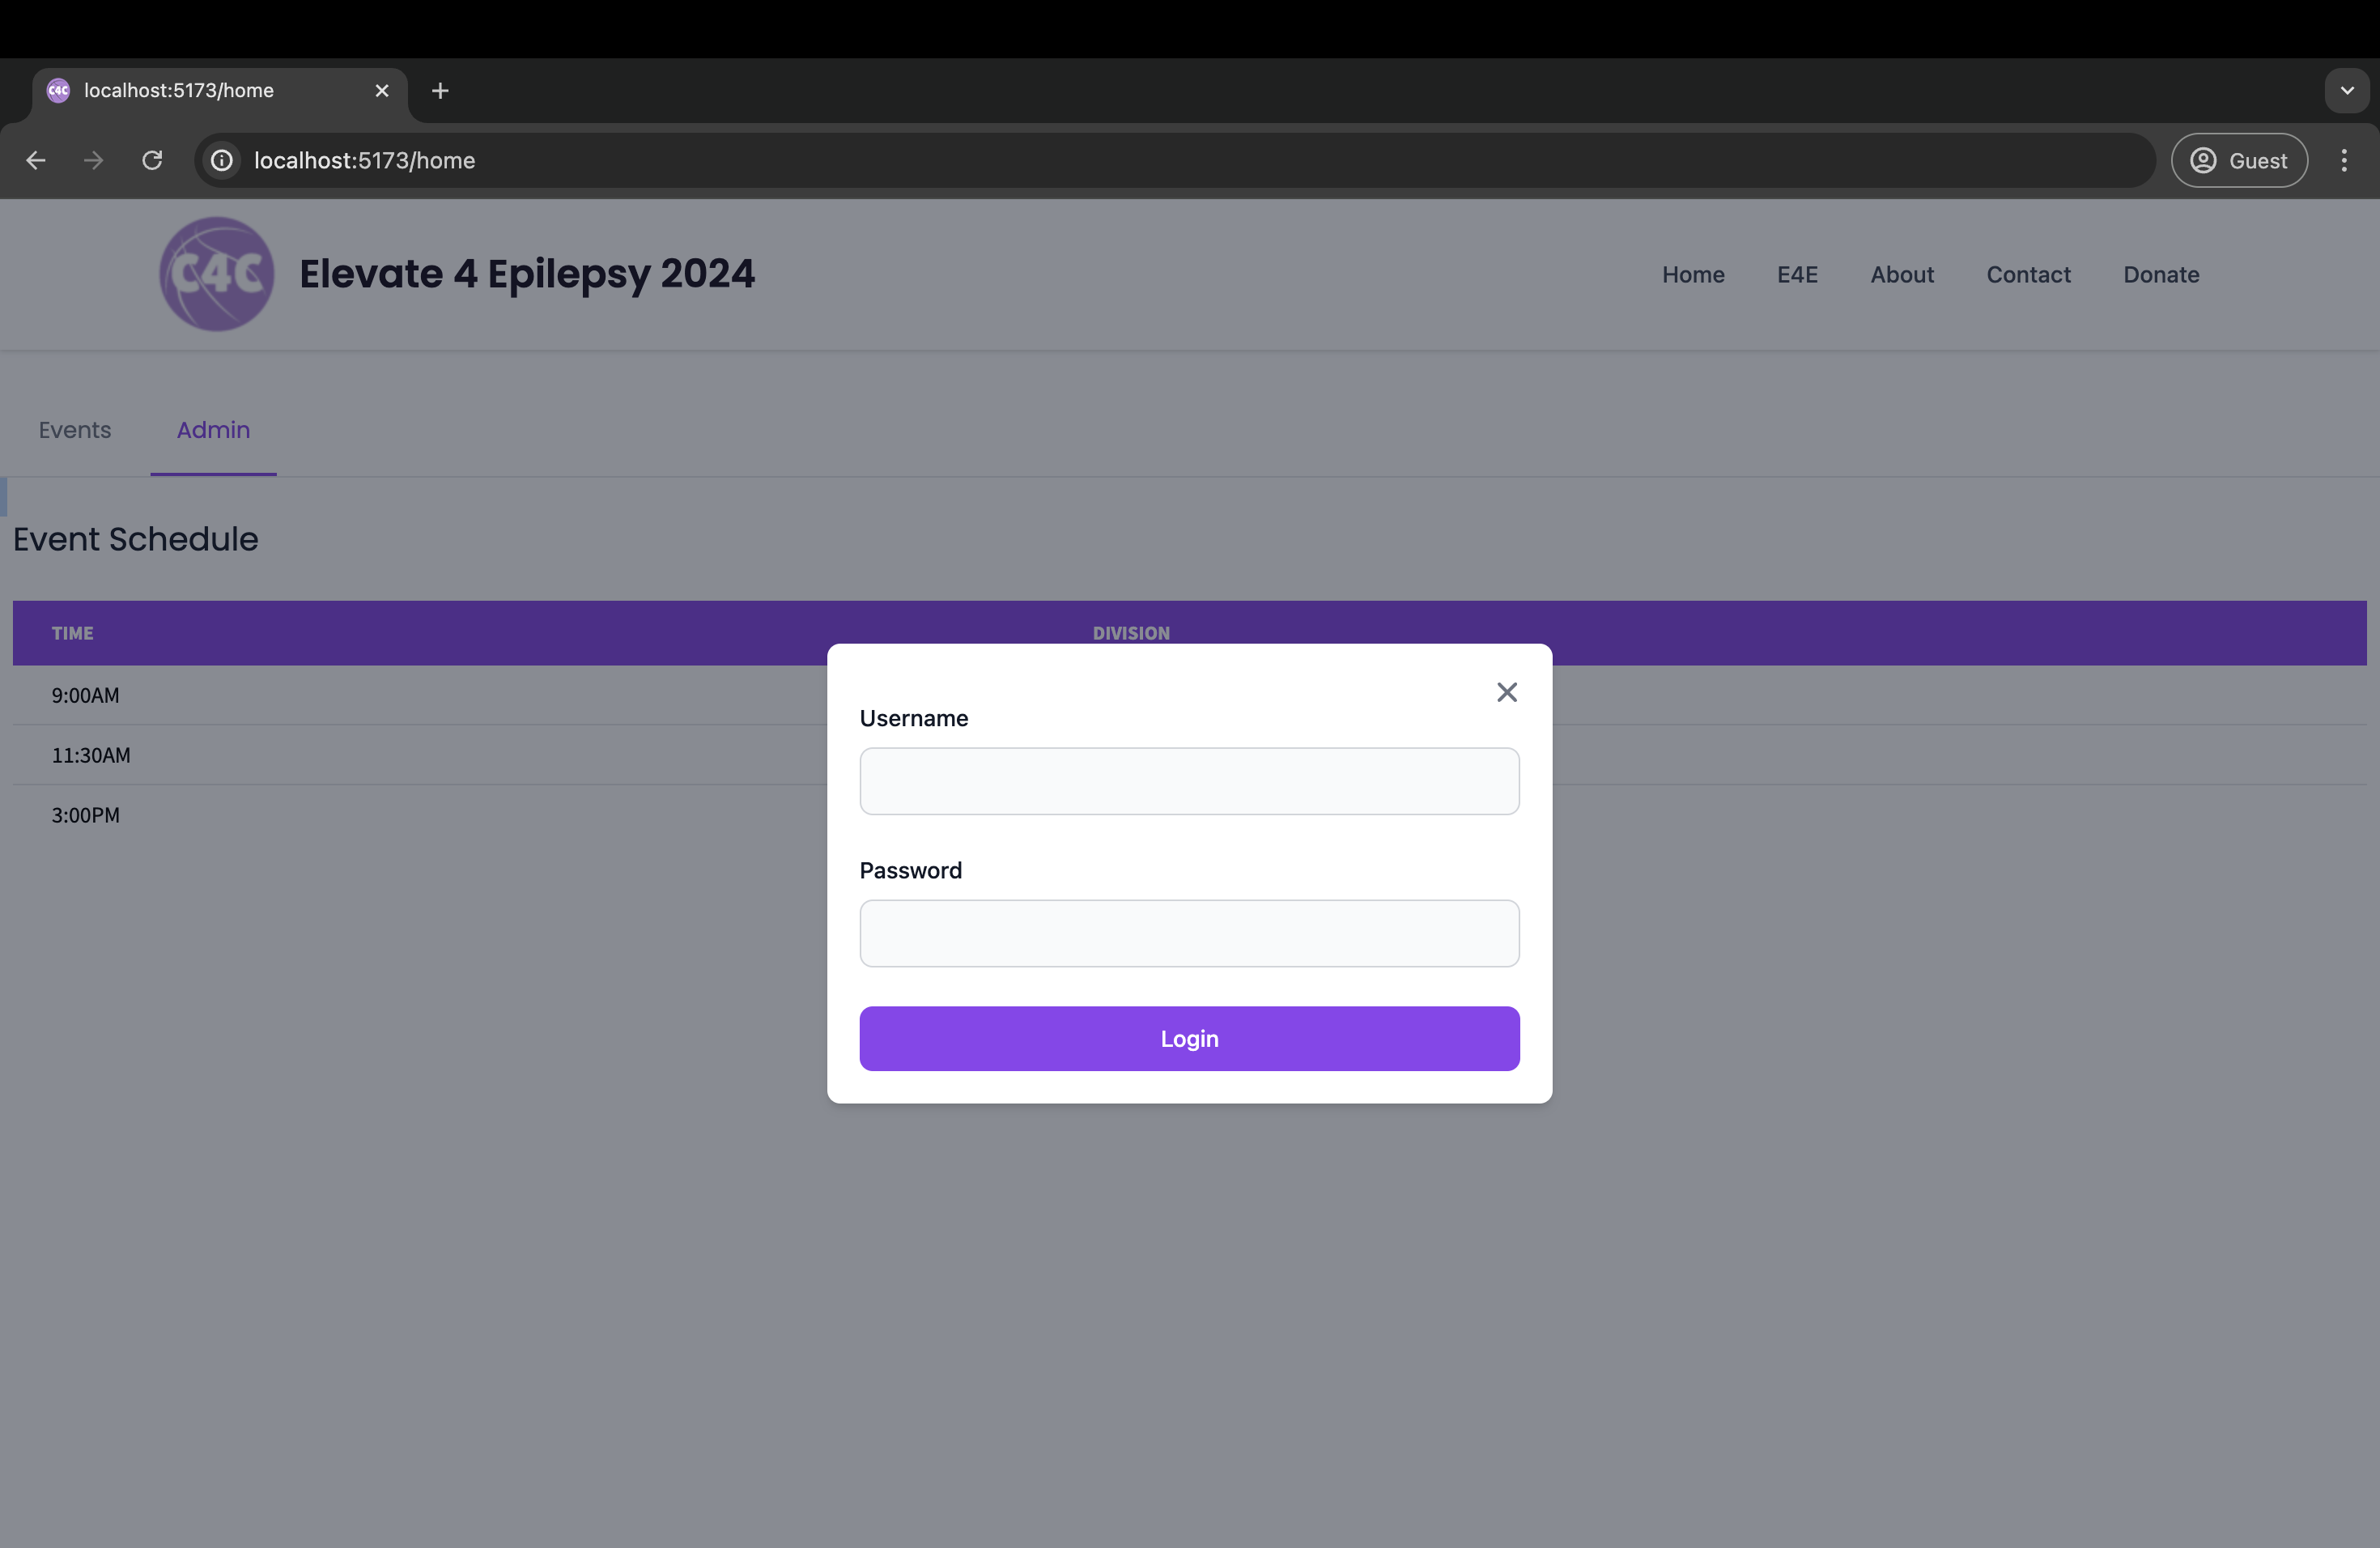 C4C localhost:5173/home
localhost:5173/home Guest
C4C Elevate 4 Epilepsy 2024 Home E4E About Contact Donate
Events Admin
Event Schedule
TIME DIVISION
9:00AM
11:30AM
3:00PM
Username
Password
Login